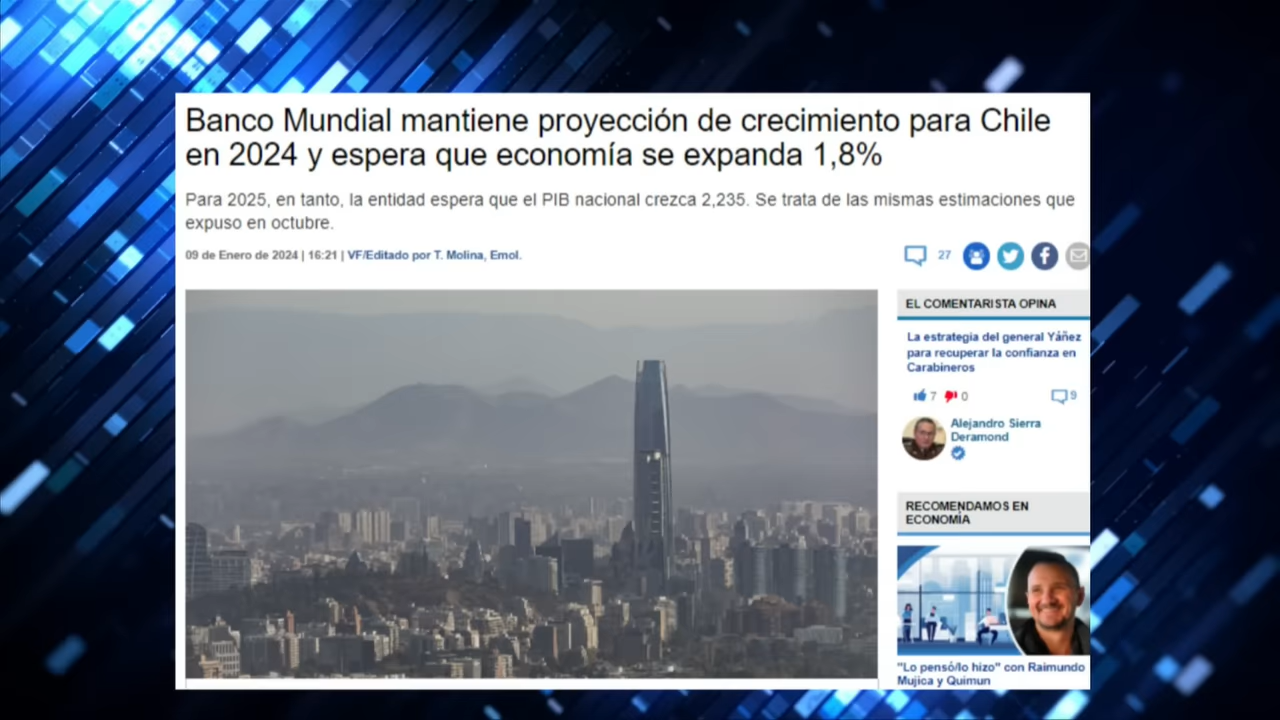 Banco Mundial mantiene proyección de crecimiento para Chile
en 2024 y espera que economía se expanda 1,8%
Para 2025, en tanto, la entidad espera que el PIB nacional crezca 2,235. Se trata de las mismas estimaciones que
expuso en octubre.
09 de Enero de 2024 | 16:21 | VF/Editado por T. Molina, Emol.
27
EL COMENTARISTA OPINA
La estrategia del general Yáñez
para recuperar la confianza en
Carabineros
7 0 9
Alejandro Sierra
Deramond
RECOMENDAMOS EN
ECONOMÍA
"Lo pensó/lo hizo" con Raimundo
Mujica y Quimun